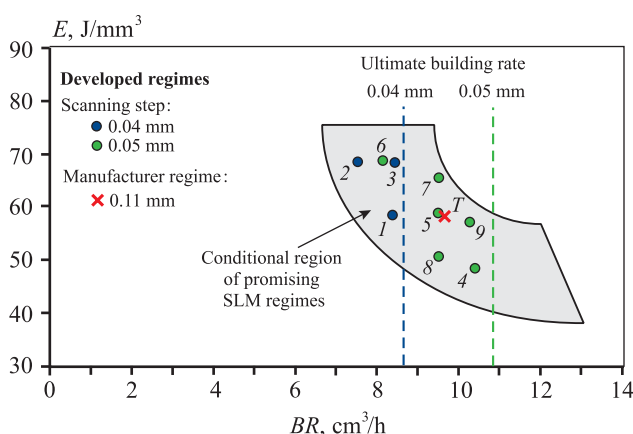 E, J/mm³
90
80
70
60
50
40
30
0
2
4
6
8
10
12
14
BR, cm³/h
Developed regimes
Scanning step:
0.04 mm
0.05 mm
Manufacturer regime:
0.11 mm
Ultimate building rate
0.04 mm
0.05 mm
6
2
3
7
T
1
5
9
8
4
Conditional region
of promising
SLM regimes